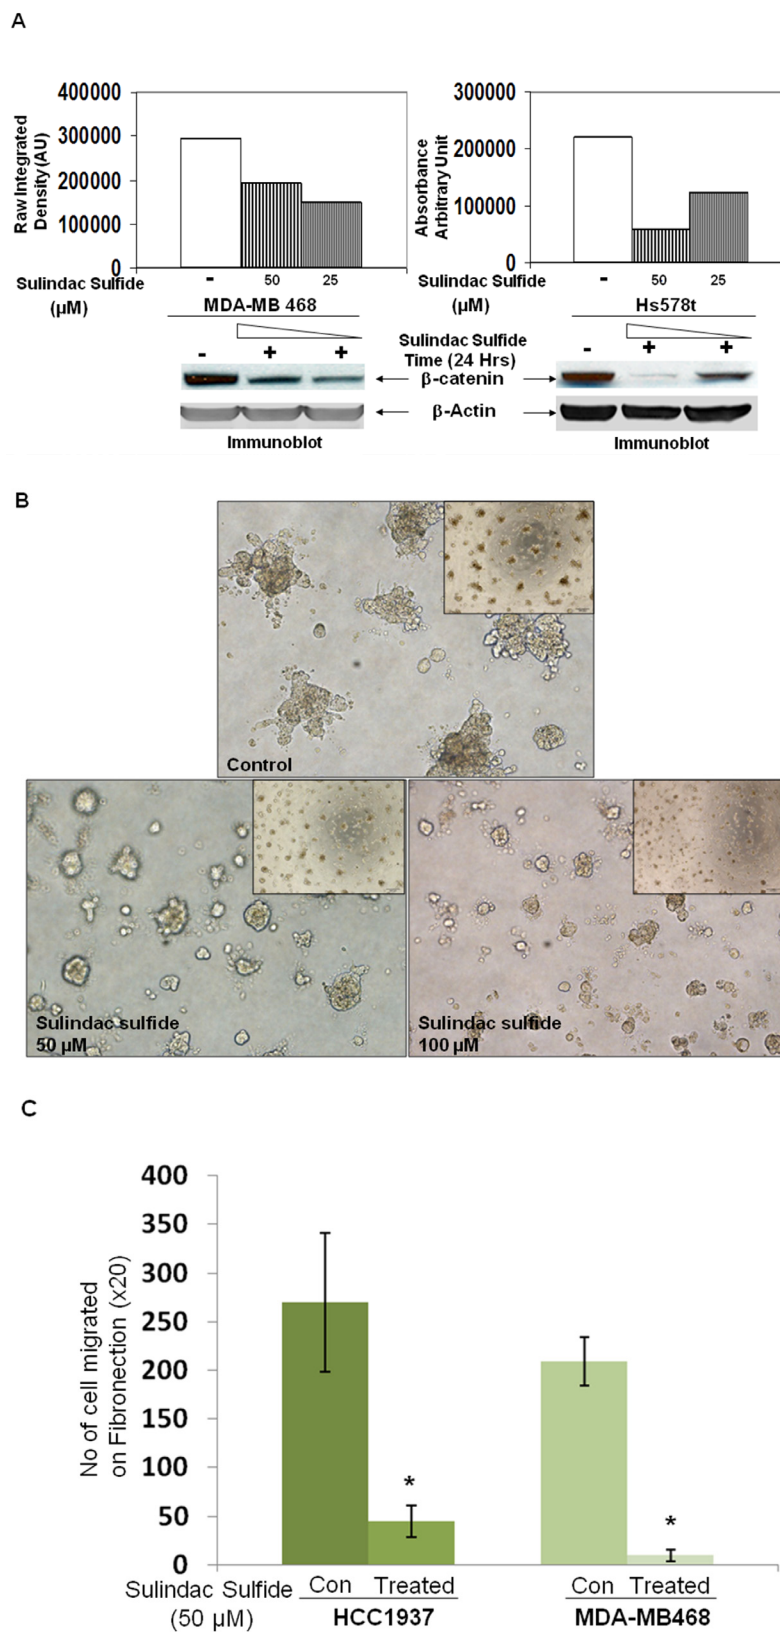 A
400000
300000
200000
100000
0
Raw Integrated
Density (AU)
Sulindac Sulfide
(µM)
- 50 25
MDA-MB 468
300000
200000
100000
0
Absorbance
Arbitrary Unit
Sulindac Sulfide
(µM)
- 50 25
Hs578t
Sulindac Sulfide
Time (24 Hrs)
- + +
- + +
β-catenin
β-Actin
Immunoblot
Immunoblot
B
Control
Sulindac sulfide
50 µM
Sulindac sulfide
100 µM
C
400
350
300
250
200
150
100
50
0
No of cell migrated
on Fibronection (x20)
*
*
Sulindac Sulfide
(50 µM)
Con Treated
HCC1937
Con Treated
MDA-MB468